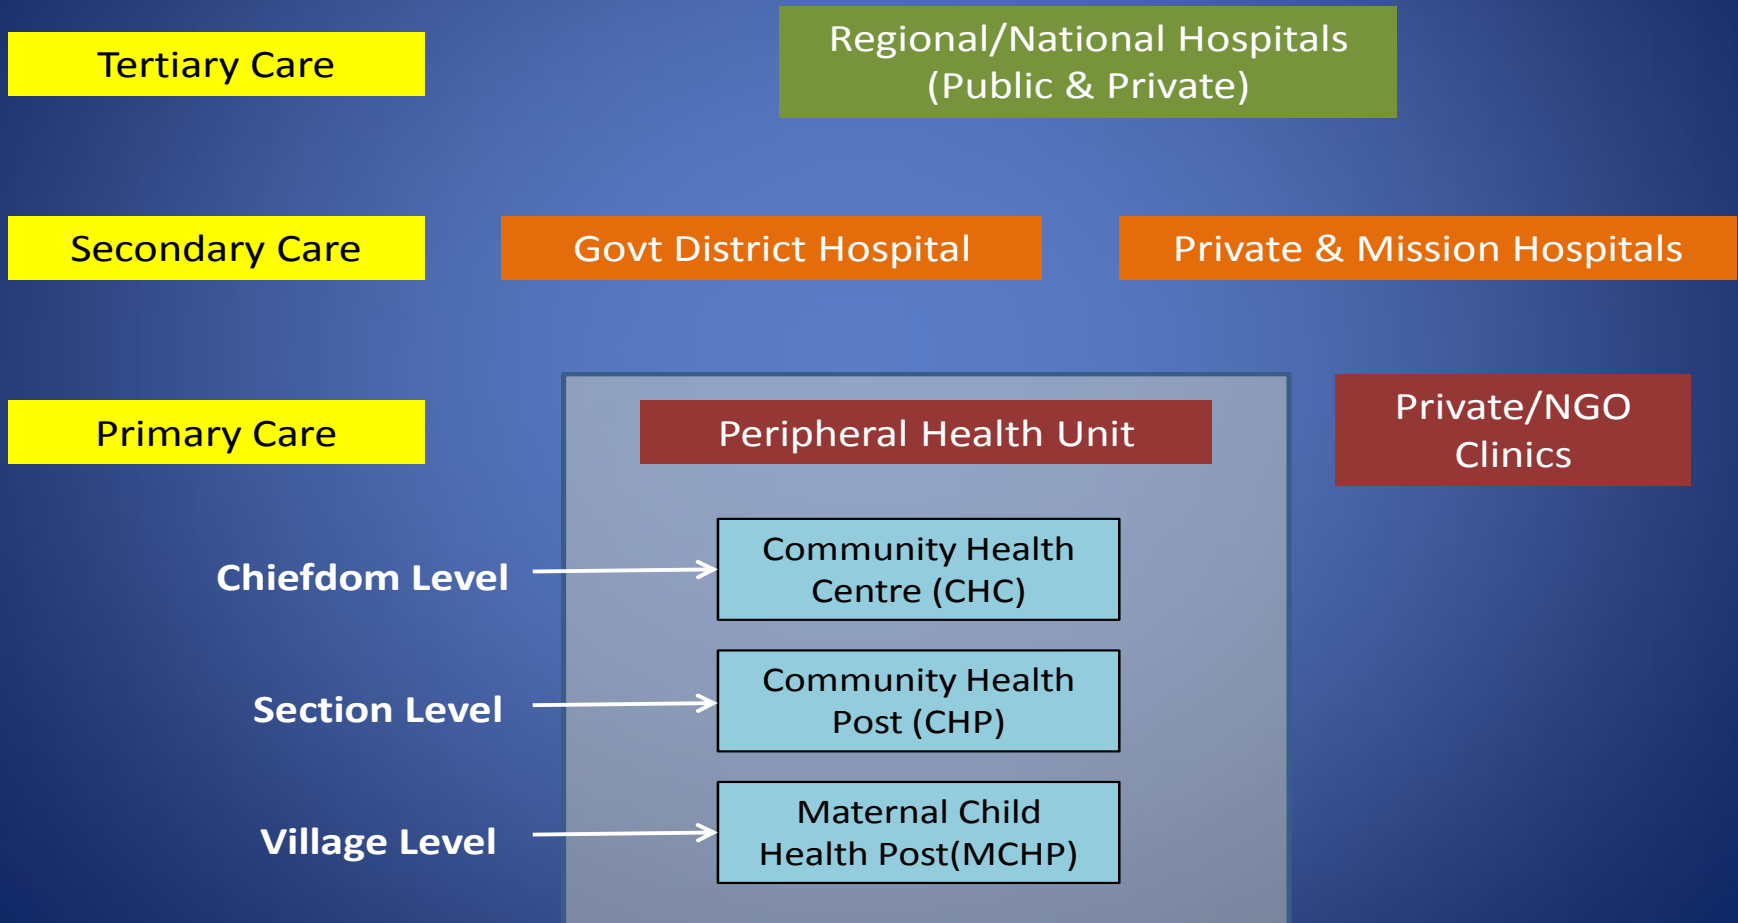 Tertiary Care
Regional/National Hospitals
(Public & Private)
Secondary Care
Govt District Hospital
Private & Mission Hospitals
Primary Care
Peripheral Health Unit
Private/NGO
Clinics
Chiefdom Level
Community Health
Centre (CHC)
Section Level
Community Health
Post (CHP)
Village Level
Maternal Child
Health Post(MCHP)